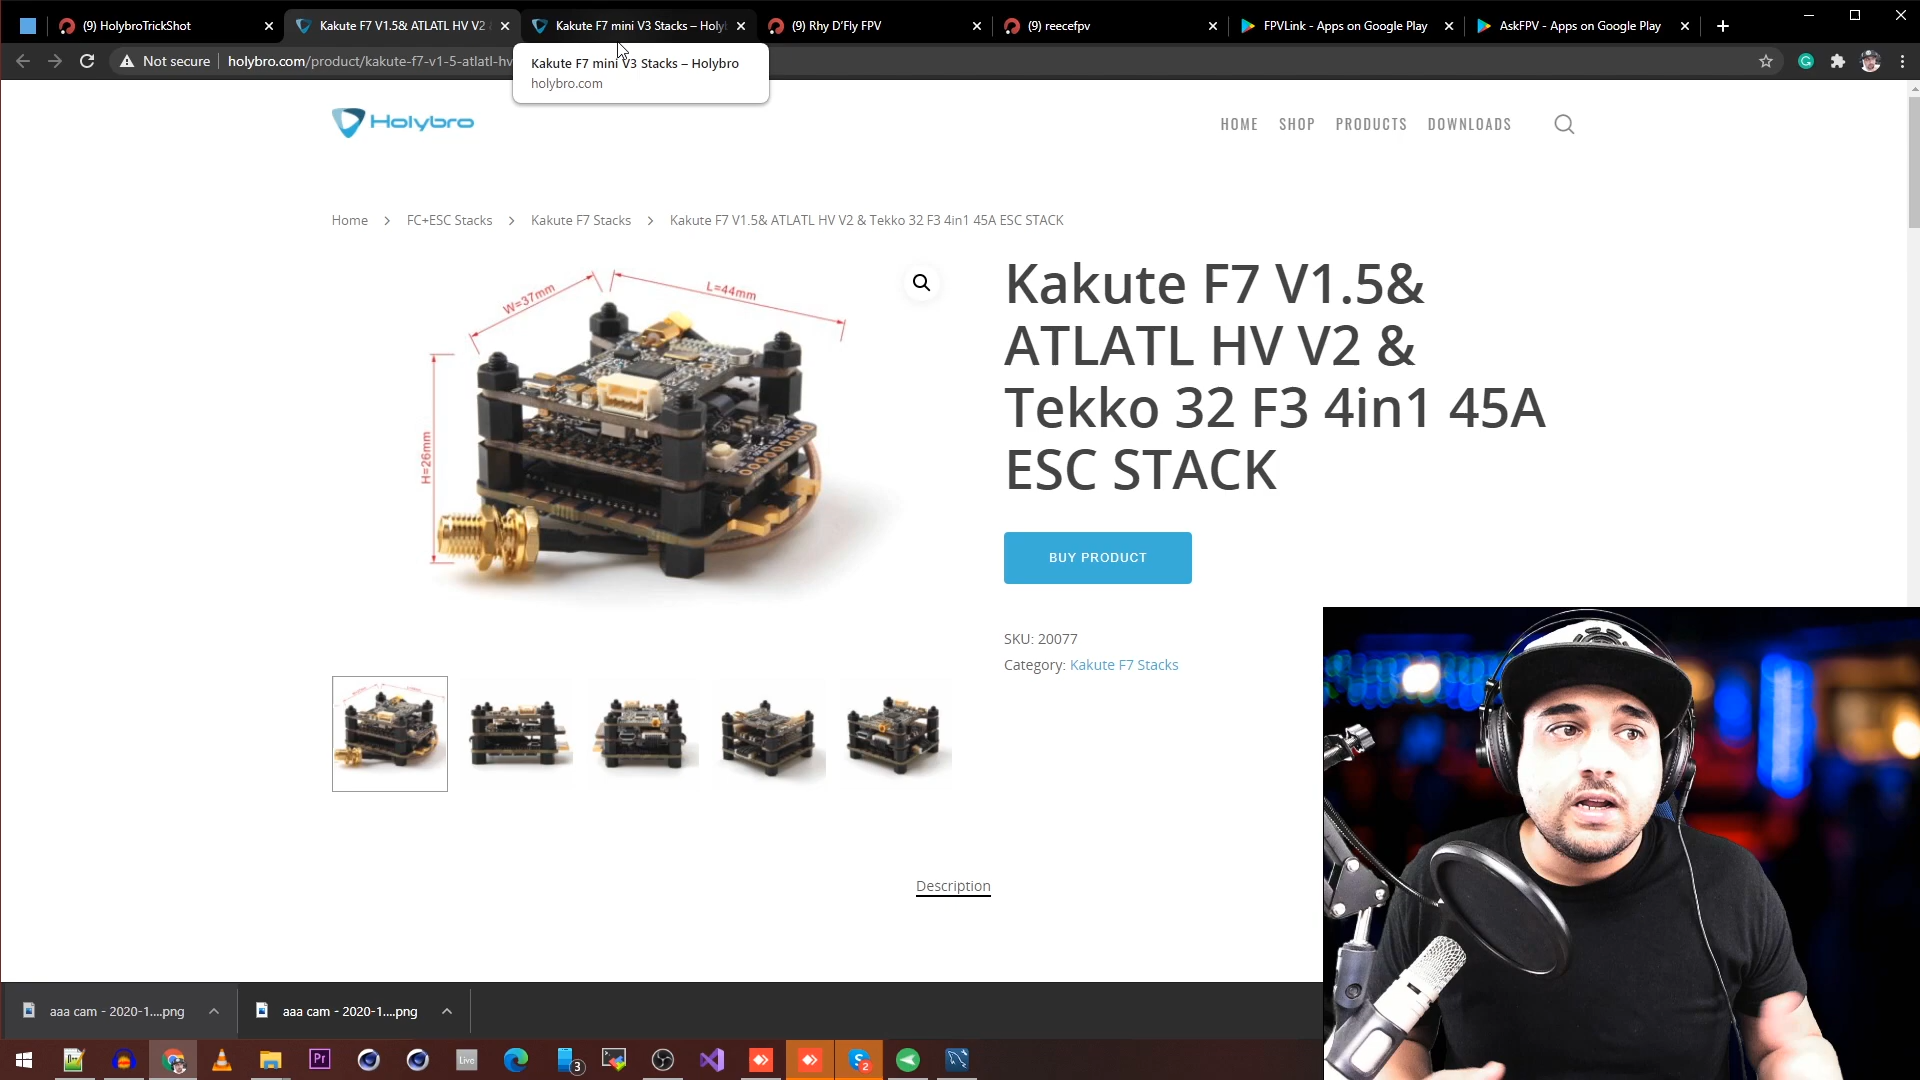 (9) HolybroTrickShot
Kakute F7 V1.5& ATLATL HV V2
Kakute F7 mini V3 Stacks – Holy
(9) Rhy D'Fly FPV
(9) reecefpv
FPVLink - Apps on Google Play
AskFPV - Apps on Google Play
Not secure
holybro.com/product/kakute-f7-v1-5-atlatl-hv
Kakute F7 mini V3 Stacks – Holybro
holybro.com
Holybro
HOME
SHOP
PRODUCTS
DOWNLOADS
Home > FC+ESC Stacks > Kakute F7 Stacks > Kakute F7 V1.5& ATLATL HV V2 & Tekko 32 F3 4in1 45A ESC STACK
W=37mm
L=44mm
H=26mm
Kakute F7 V1.5&
ATLATL HV V2 &
Tekko 32 F3 4in1 45A
ESC STACK
BUY PRODUCT
SKU: 20077
Category: Kakute F7 Stacks
Description
aaa cam - 2020-1....png
aaa cam - 2020-1....png
Pr
Live
3
S
2